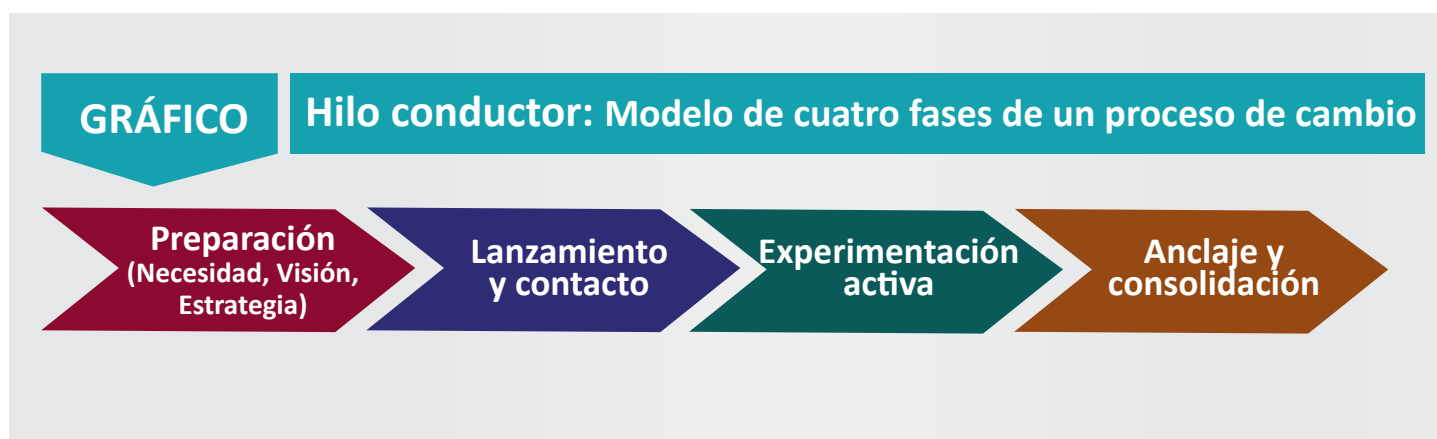 GRÁFICO
Hilo conductor: Modelo de cuatro fases de un proceso de cambio
Preparación
(Necesidad, Visión,
Estrategia)
Lanzamiento
y contacto
Experimentación
activa
Anclaje y
consolidación